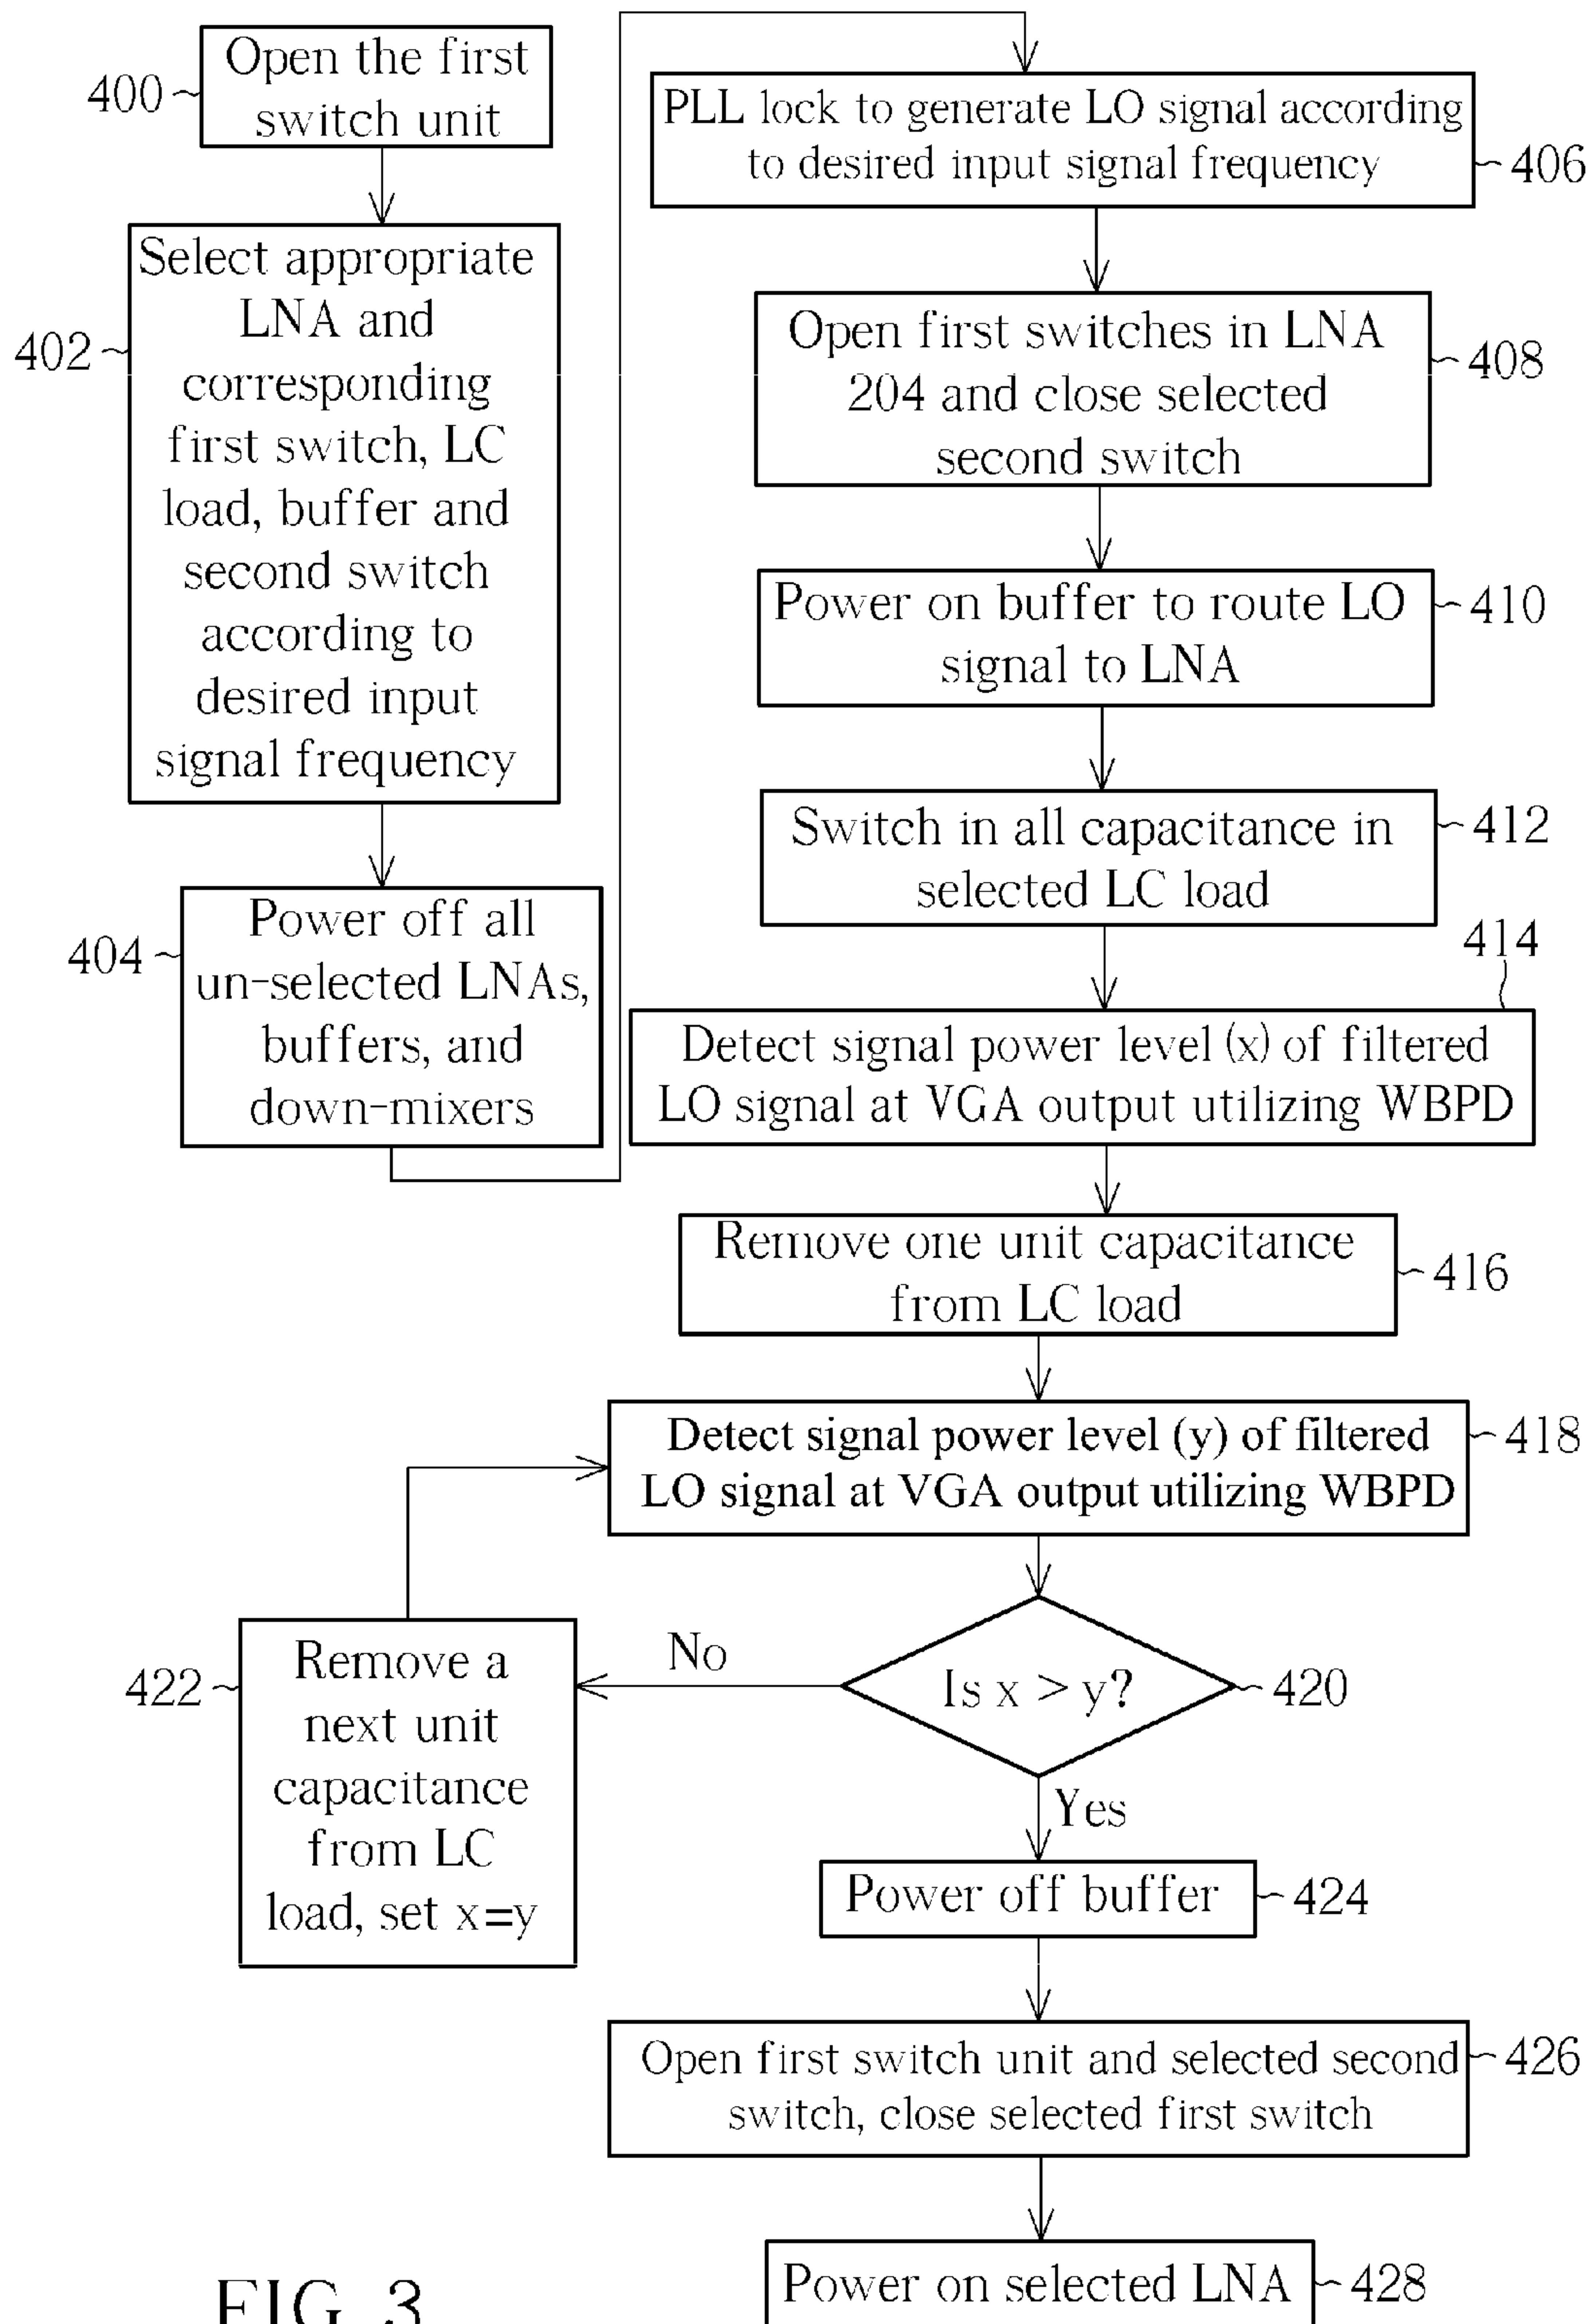 400
Open the first
switch unit
402
Select appropriate
LNA and
corresponding
first switch, LC
load, buffer and
second switch
according to
desired input
signal frequency
404
Power off all
un-selected LNAs,
buffers, and
down-mixers
PLL lock to generate LO signal according
to desired input signal frequency
406
Open first switches in LNA
204 and close selected
second switch
408
Power on buffer to route LO
signal to LNA
410
Switch in all capacitance in
selected LC load
412
414
Detect signal power level (x) of filtered
LO signal at VGA output utilizing WBPD
Remove one unit capacitance
from LC load
416
Detect signal power level (y) of filtered
LO signal at VGA output utilizing WBPD
418
Is x > y?
420
No
422
Remove a
next unit
capacitance
from LC
load, set x=y
Yes
Power off buffer
424
Open first switch unit and selected second
switch, close selected first switch
426
Power on selected LNA
428
FIG 3